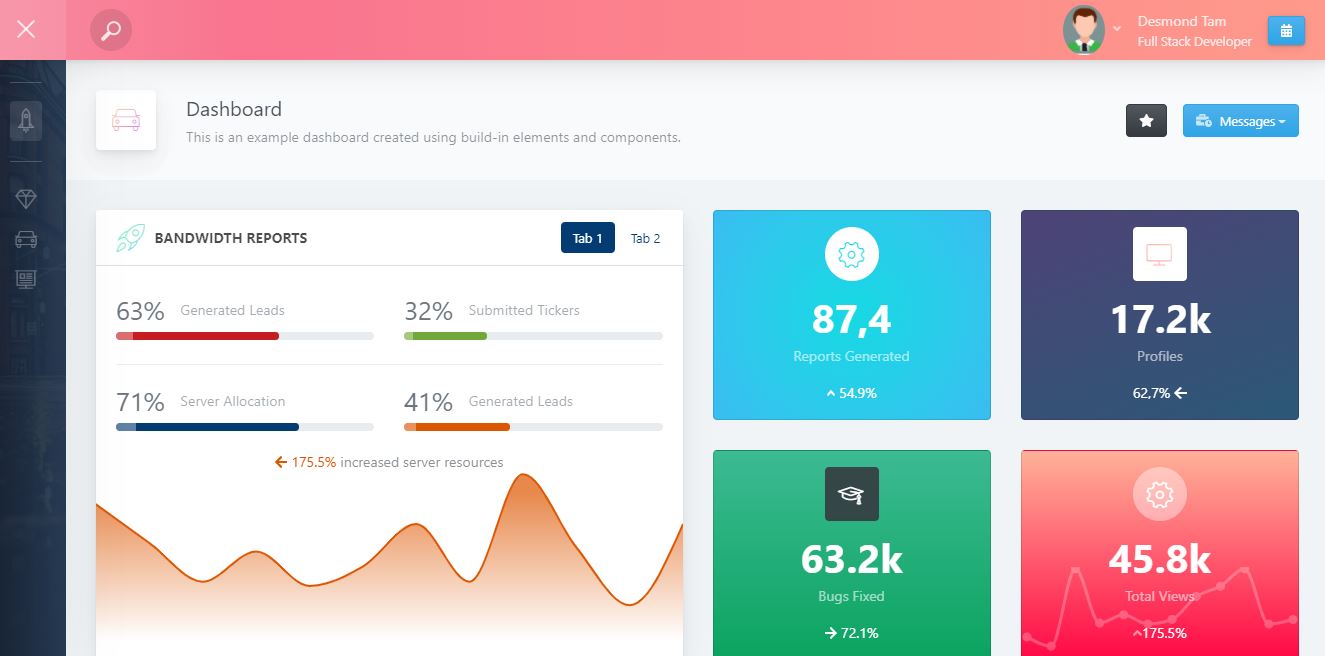 Desmond Tam
Full Stack Developer
Dashboard
This is an example dashboard created using build-in elements and components.
Messages
BANDWIDTH REPORTS
Tab 1
Tab 2
63% Generated Leads
32% Submitted Tickers
71% Server Allocation
41% Generated Leads
175.5% increased server resources
87,4
Reports Generated
54.9%
17.2k
Profiles
62,7%
63.2k
Bugs Fixed
72.1%
45.8k
Total Views
175.5%